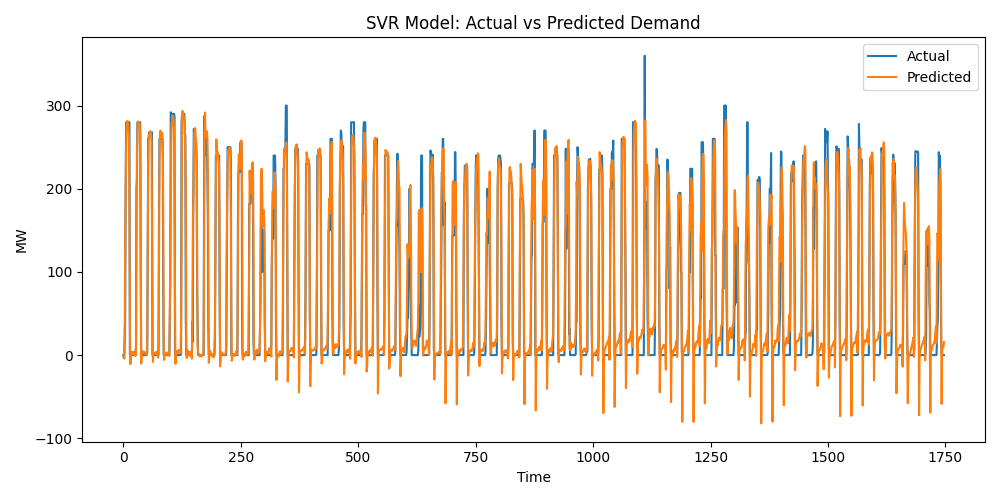 SVR Model: Actual vs Predicted Demand
Actual
Predicted
300
200
100
0
−100
MW
0 250 500 750 1000 1250 1500 1750
Time